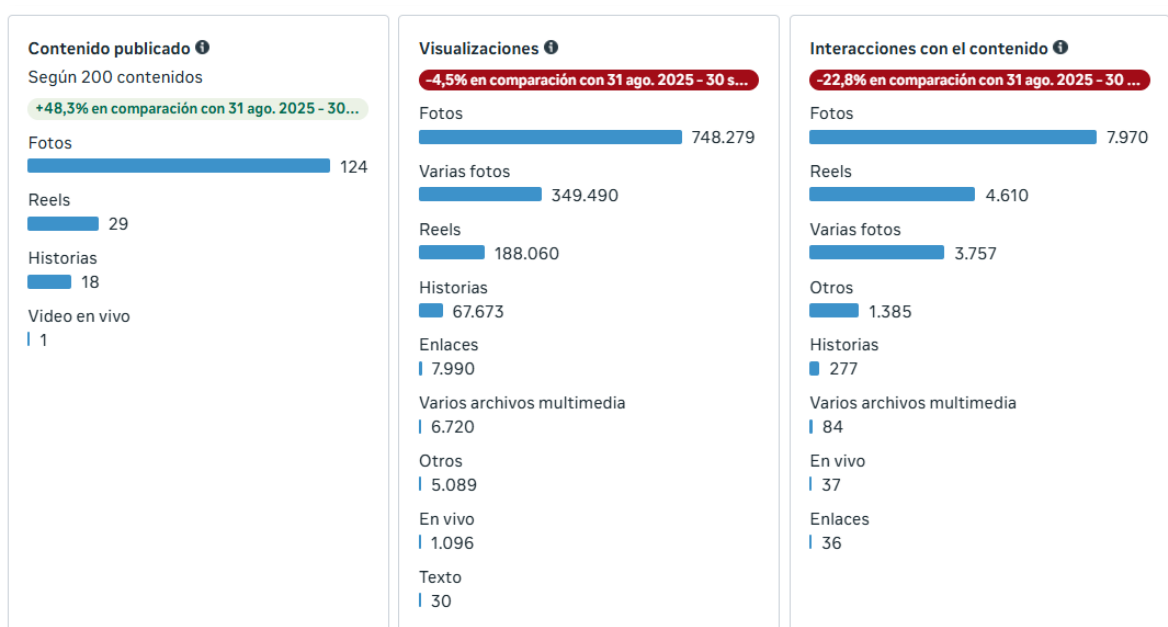 Contenido publicado
Según 200 contenidos
+48,3% en comparación con 31 ago. 2025 - 30...
Fotos
124
Reels
29
Historias
18
Video en vivo
1
Visualizaciones
-4,5% en comparación con 31 ago. 2025 - 30 s...
Fotos
748.279
Varias fotos
349.490
Reels
188.060
Historias
67.673
Enlaces
7.990
Varios archivos multimedia
6.720
Otros
5.089
En vivo
1.096
Texto
30
Interacciones con el contenido
-22,8% en comparación con 31 ago. 2025 - 30 ...
Fotos
7.970
Reels
4.610
Varias fotos
3.757
Otros
1.385
Historias
277
Varios archivos multimedia
84
En vivo
37
Enlaces
36